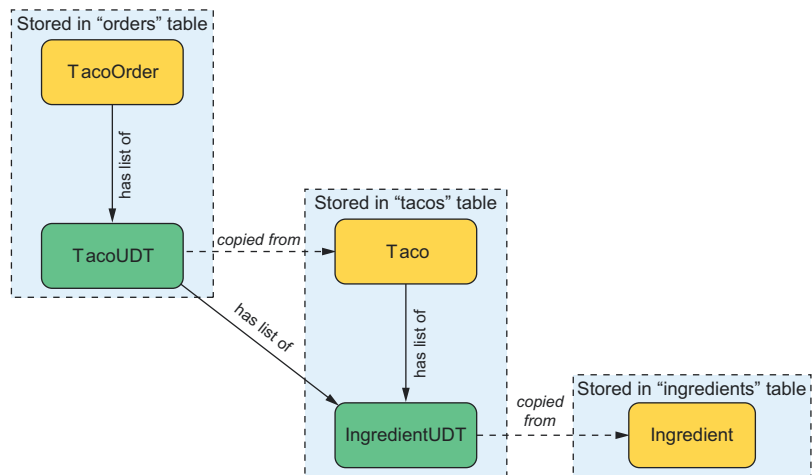 Stored in “orders” table
TacoOrder
has list of
TacoUDT
copied from
Stored in “tacos” table
Taco
has list of
has list of
IngredientUDT
copied
from
Stored in “ingredients” table
Ingredient